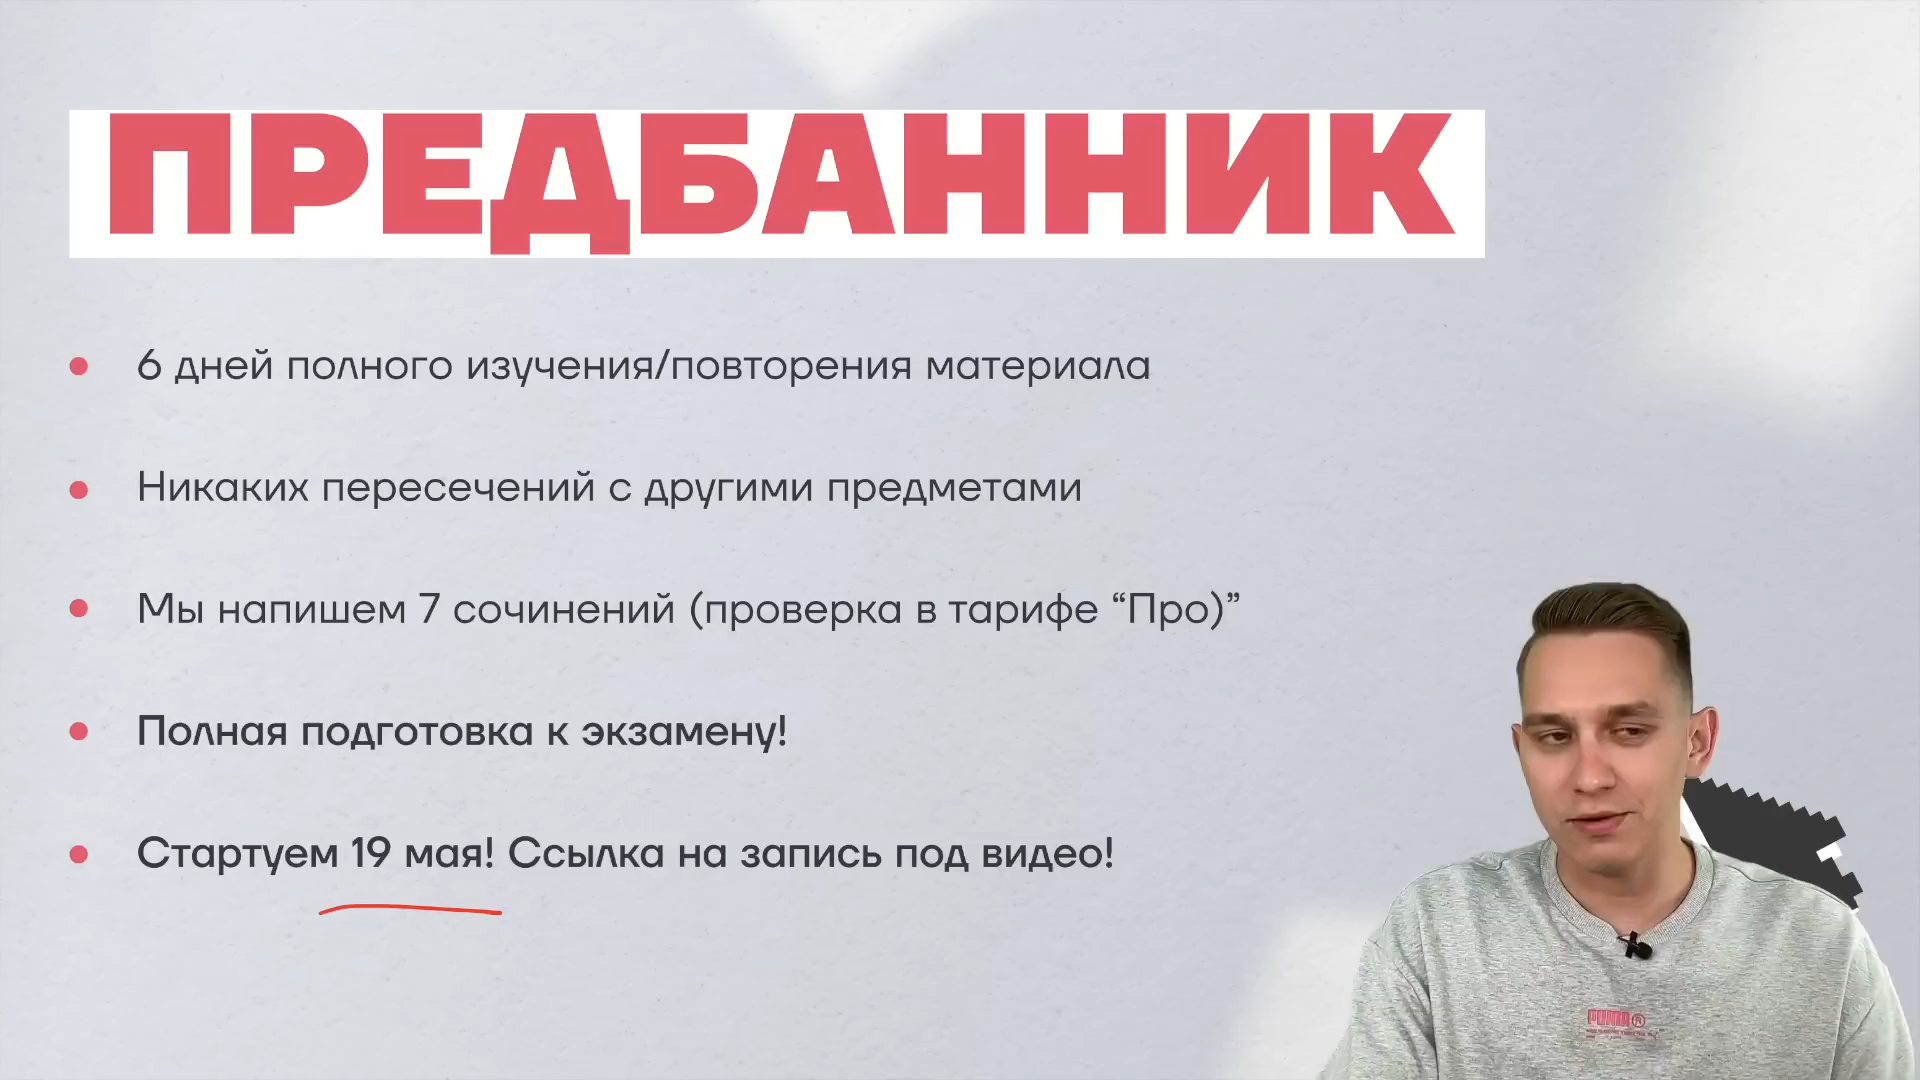 ПРЕДБАННИК
6 дней полного изучения/повторения материала
Никаких пересечений с другими предметами
Мы напишем 7 сочинений (проверка в тарифе “Про)”
Полная подготовка к экзамену!
Стартуем 19 мая! Ссылка на запись под видео!
PUMA®